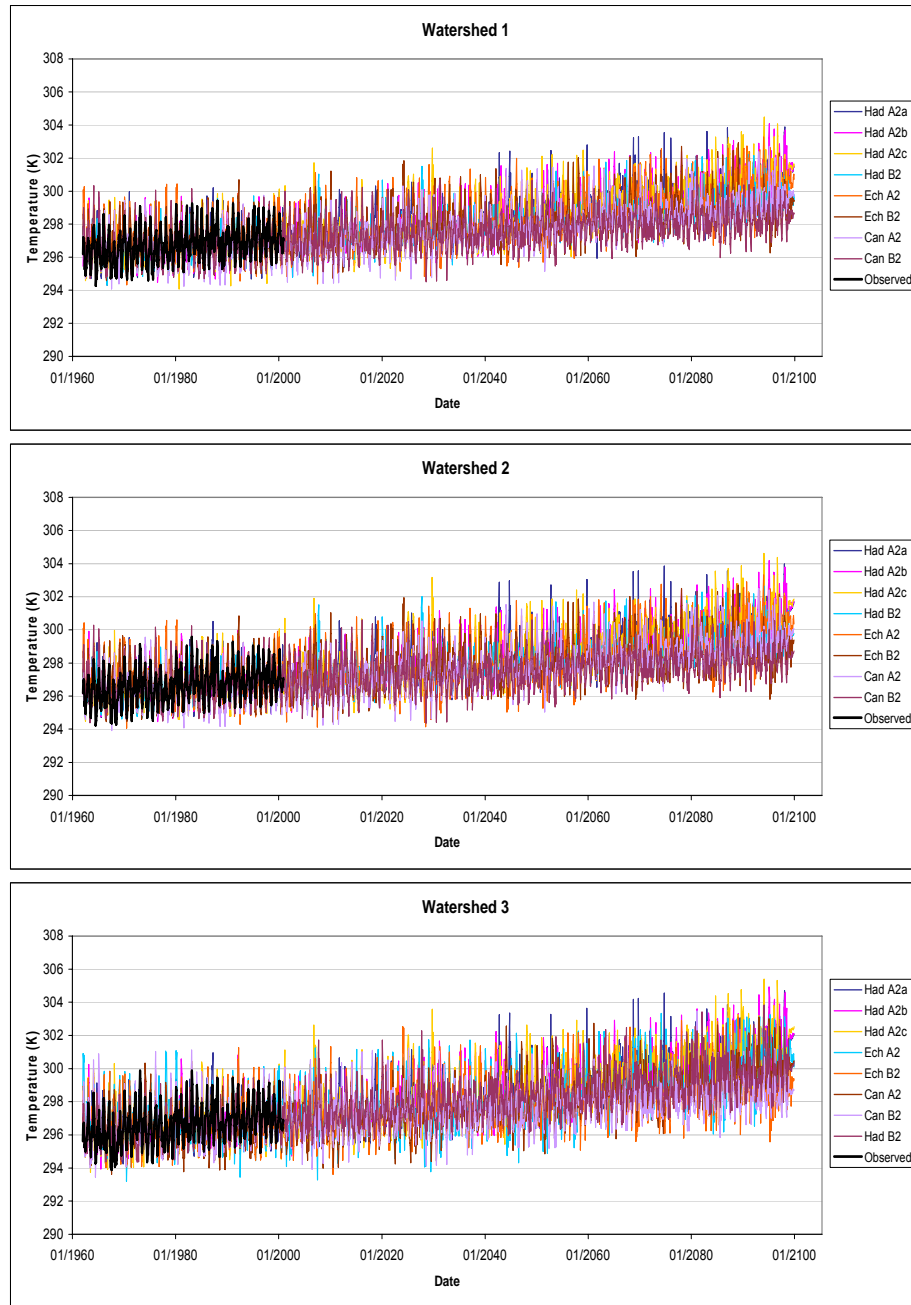 Watershed 1
308
306
304
302
300
298
296
294
292
290
Temperature (K)
01/1960 01/1980 01/2000 01/2020 01/2040 01/2060 01/2080 01/2100
Date
Had A2a
Had A2b
Had A2c
Had B2
Ech A2
Ech B2
Can A2
Can B2
Observed
Watershed 2
308
306
304
302
300
298
296
294
292
290
Temperature (K)
01/1960 01/1980 01/2000 01/2020 01/2040 01/2060 01/2080 01/2100
Date
Had A2a
Had A2b
Had A2c
Had B2
Ech A2
Ech B2
Can A2
Can B2
Observed
Watershed 3
308
306
304
302
300
298
296
294
292
290
Temperature (K)
01/1960 01/1980 01/2000 01/2020 01/2040 01/2060 01/2080 01/2100
Date
Had A2a
Had A2b
Had A2c
Ech A2
Ech B2
Can A2
Can B2
Had B2
Observed